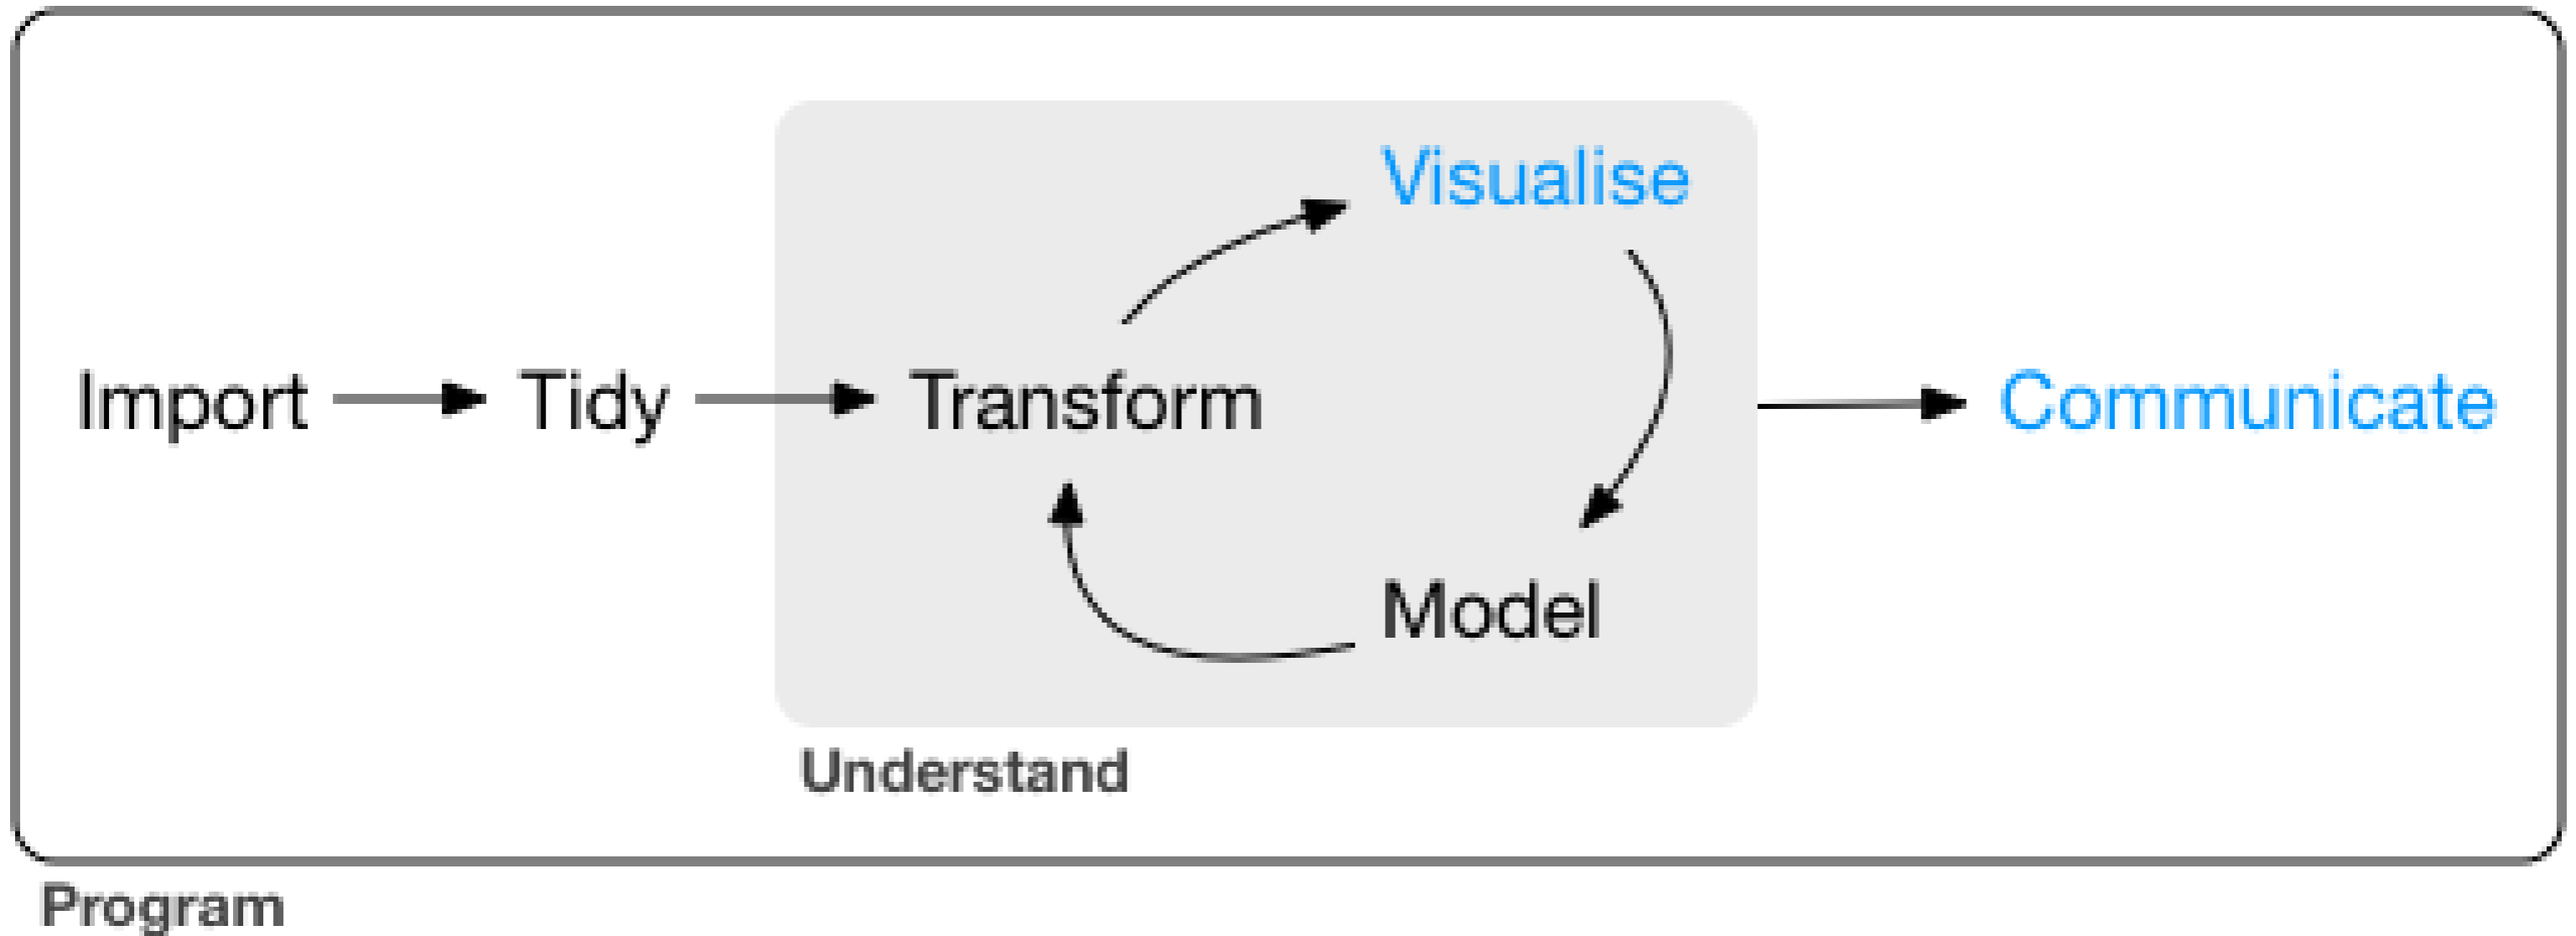 Visualise
Import
Tidy
Transform
Communicate
Model
Understand
Program